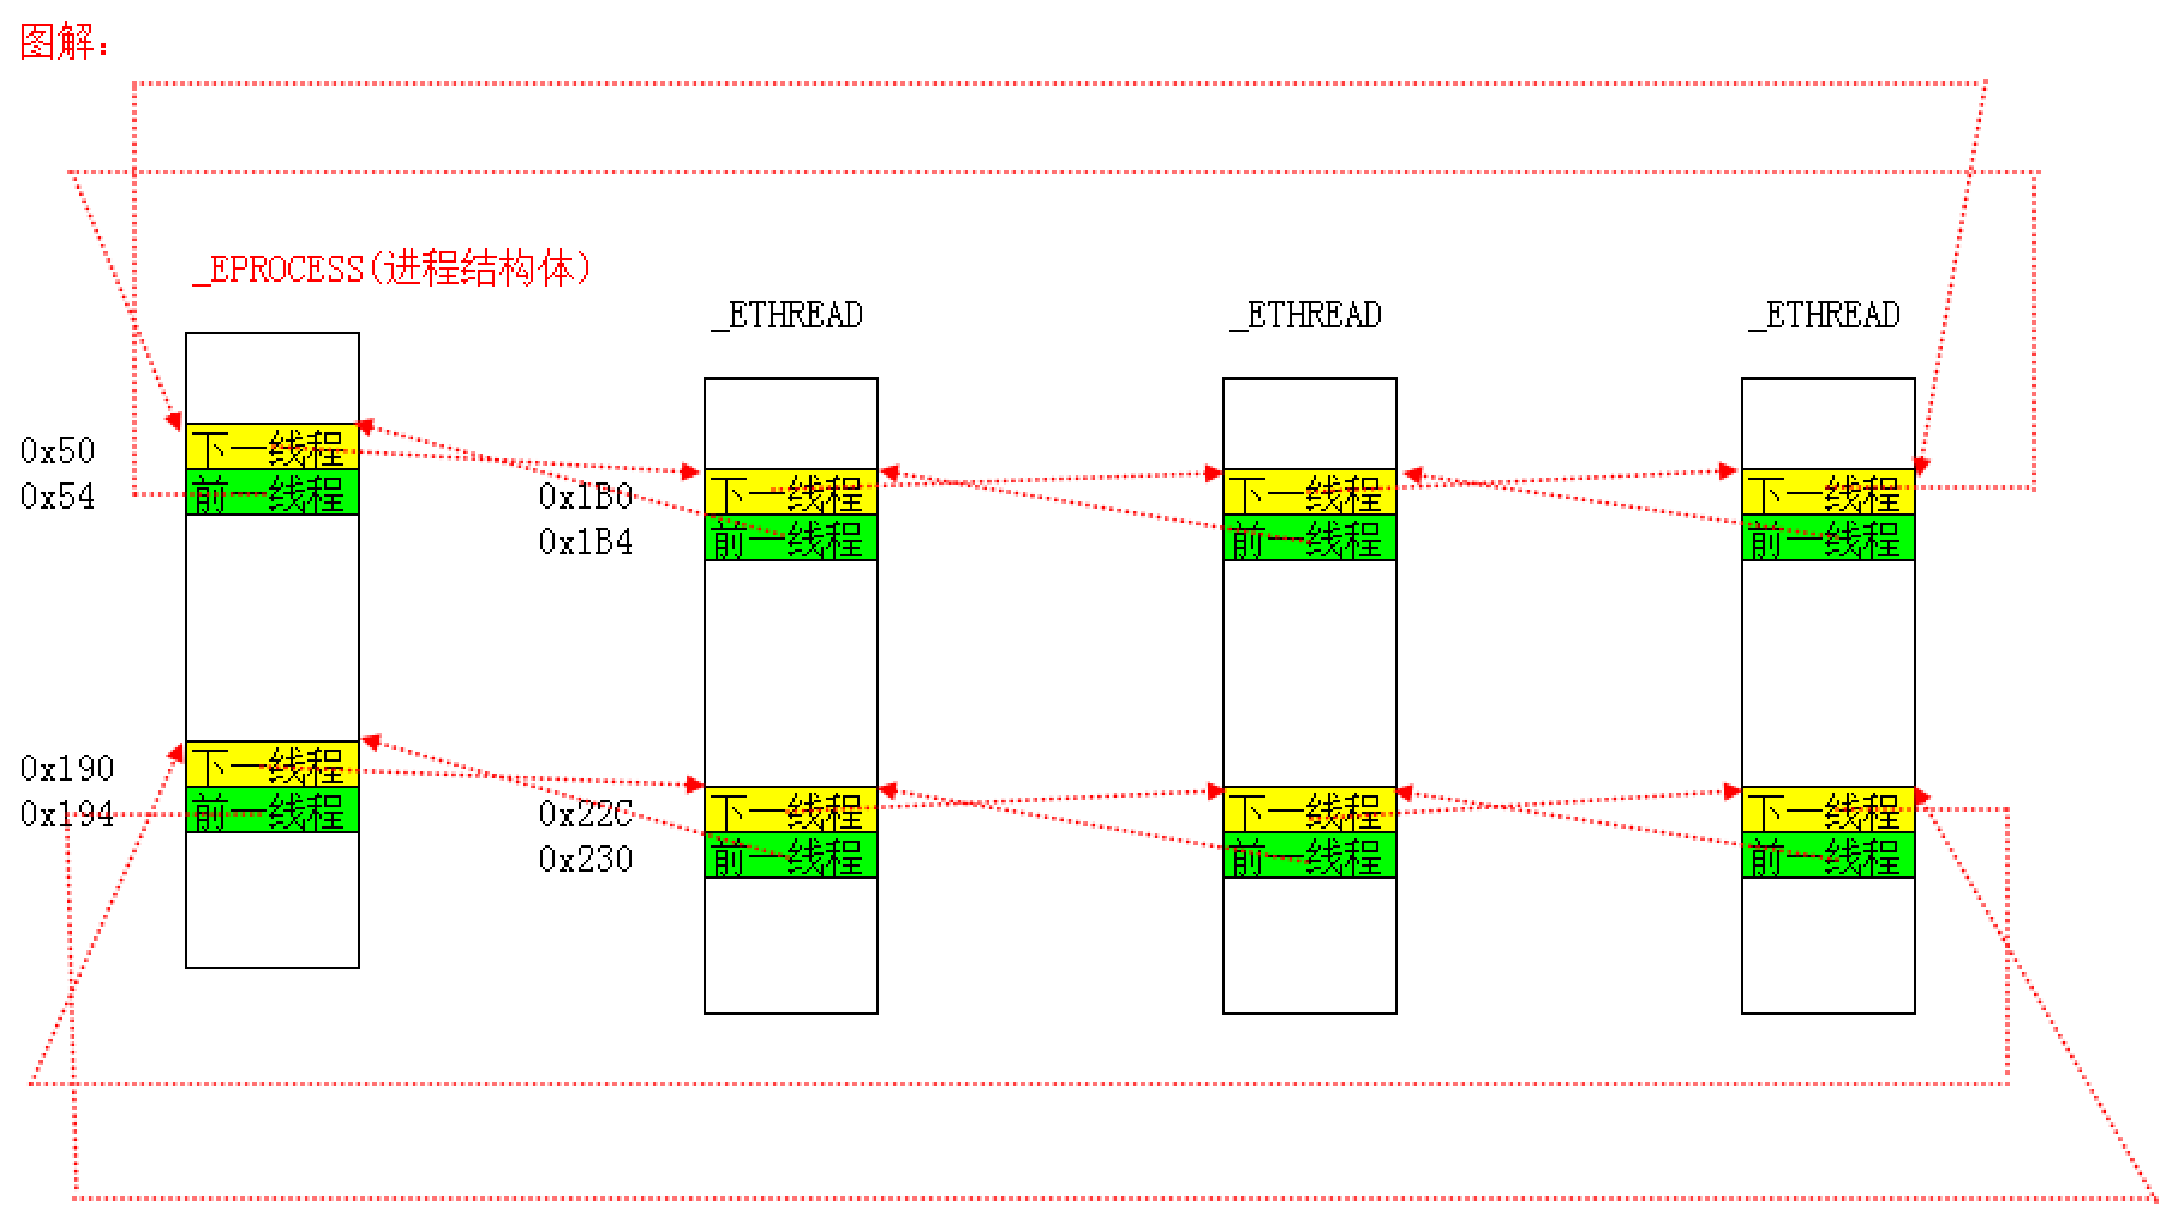 图解：
_EPROCESS(进程结构体)
_ETHREAD
_ETHREAD
_ETHREAD
0x50
下一线程
0x54
前一线程
0x1B0
下一线程
下一线程
下一线程
0x1B4
前一线程
前一线程
前一线程
0x190
下一线程
0x194
前一线程
0x22C
下一线程
下一线程
下一线程
0x230
前一线程
前一线程
前一线程